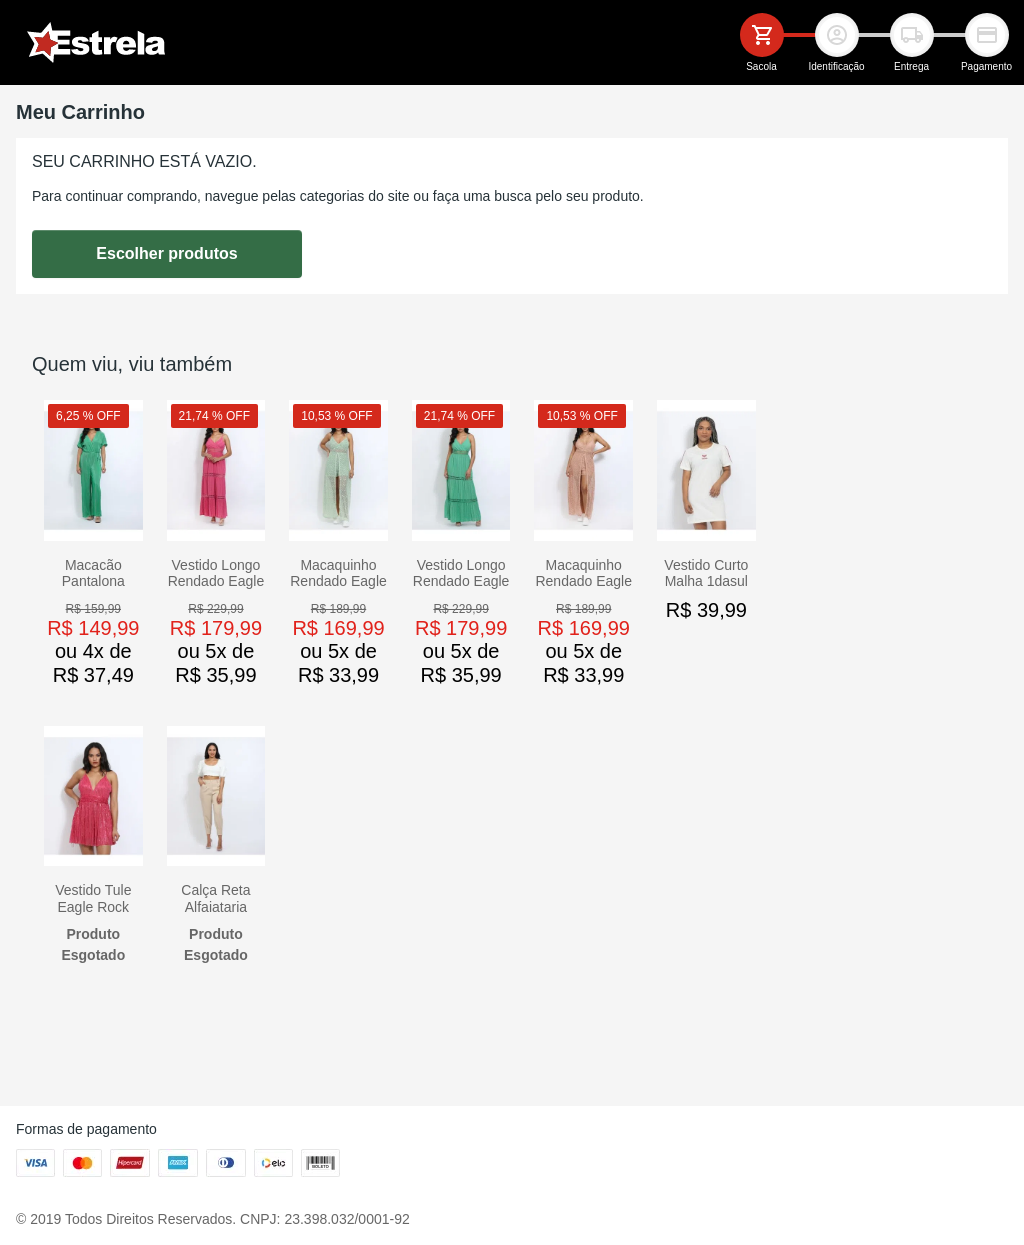 Estrela
Sacola
Identificação
Entrega
Pagamento
Meu Carrinho
SEU CARRINHO ESTÁ VAZIO.
Para continuar comprando, navegue pelas categorias do site ou faça uma busca pelo seu produto.
Escolher produtos
Quem viu, viu também
6,25 % OFF
Macacão
Pantalona
R$ 159,99
R$ 149,99
ou 4x de
R$ 37,49
21,74 % OFF
Vestido Longo
Rendado Eagle
R$ 229,99
R$ 179,99
ou 5x de
R$ 35,99
10,53 % OFF
Macaquinho
Rendado Eagle
R$ 189,99
R$ 169,99
ou 5x de
R$ 33,99
21,74 % OFF
Vestido Longo
Rendado Eagle
R$ 229,99
R$ 179,99
ou 5x de
R$ 35,99
10,53 % OFF
Macaquinho
Rendado Eagle
R$ 189,99
R$ 169,99
ou 5x de
R$ 33,99
Vestido Curto
Malha 1dasul
R$ 39,99
Vestido Tule
Eagle Rock
Produto
Esgotado
Calça Reta
Alfaiataria
Produto
Esgotado
Formas de pagamento
VISA
Hipercard
elo
BOLETO
© 2019 Todos Direitos Reservados. CNPJ: 23.398.032/0001-92